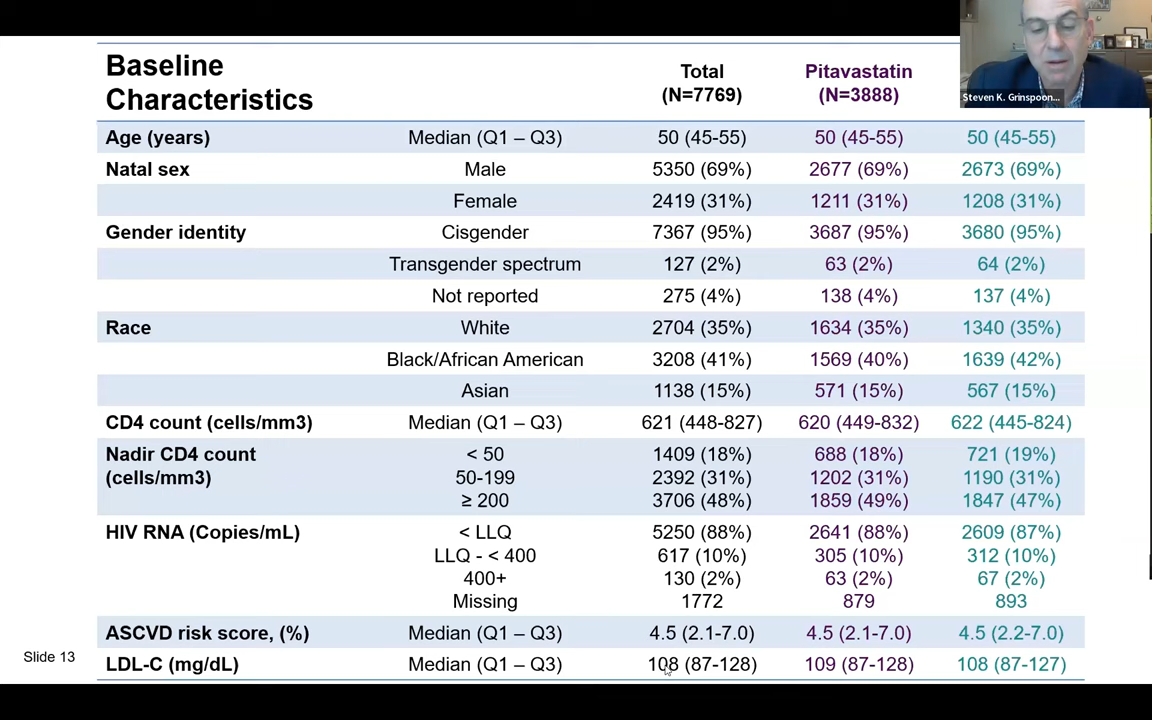 Steven K. Grinspoon...
Baseline
Characteristics
Total
(N=7769)
Pitavastatin
(N=3888)
Age (years) Median (Q1 – Q3) 50 (45-55) 50 (45-55) 50 (45-55)
Natal sex Male 5350 (69%) 2677 (69%) 2673 (69%)
Female 2419 (31%) 1211 (31%) 1208 (31%)
Gender identity Cisgender 7367 (95%) 3687 (95%) 3680 (95%)
Transgender spectrum 127 (2%) 63 (2%) 64 (2%)
Not reported 275 (4%) 138 (4%) 137 (4%)
Race White 2704 (35%) 1634 (35%) 1340 (35%)
Black/African American 3208 (41%) 1569 (40%) 1639 (42%)
Asian 1138 (15%) 571 (15%) 567 (15%)
CD4 count (cells/mm3) Median (Q1 – Q3) 621 (448-827) 620 (449-832) 622 (445-824)
Nadir CD4 count < 50 1409 (18%) 688 (18%) 721 (19%)
(cells/mm3) 50-199 2392 (31%) 1202 (31%) 1190 (31%)
≥ 200 3706 (48%) 1859 (49%) 1847 (47%)
HIV RNA (Copies/mL) < LLQ 5250 (88%) 2641 (88%) 2609 (87%)
LLQ - < 400 617 (10%) 305 (10%) 312 (10%)
400+ 130 (2%) 63 (2%) 67 (2%)
Missing 1772 879 893
ASCVD risk score, (%) Median (Q1 – Q3) 4.5 (2.1-7.0) 4.5 (2.1-7.0) 4.5 (2.2-7.0)
Slide 13
LDL-C (mg/dL) Median (Q1 – Q3) 108 (87-128) 109 (87-128) 108 (87-127)